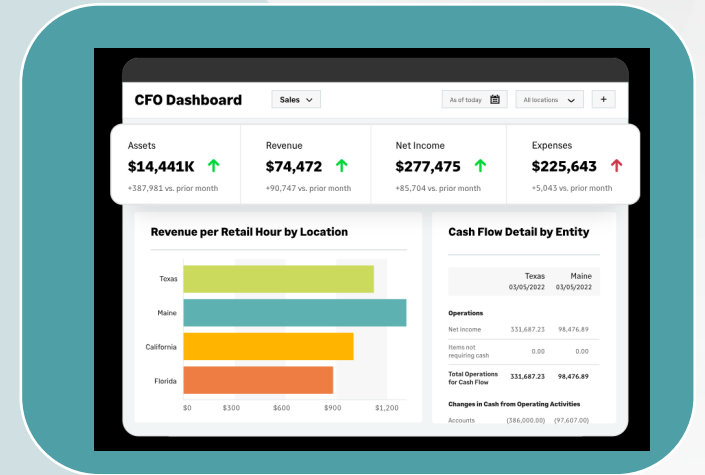 CFO Dashboard
Sales
As of today
All locations
+
Assets
$14,441K
+387,981 vs. prior month
Revenue
$74,472
+90,747 vs. prior month
Net Income
$277,475
+85,704 vs. prior month
Expenses
$225,643
+5,043 vs. prior month
Revenue per Retail Hour by Location
Texas
Maine
California
Florida
$0 $300 $600 $900 $1,200
Cash Flow Detail by Entity
Texas Maine
03/05/2022 03/05/2022
Operations
Net income 331,687.23 98,476.89
Items not
requiring cash 0.00 0.00
Total Operations
for Cash Flow 331,687.23 98,476.89
Changes in Cash from Operating Activities
Accounts (386,000.00) (97,607.00)